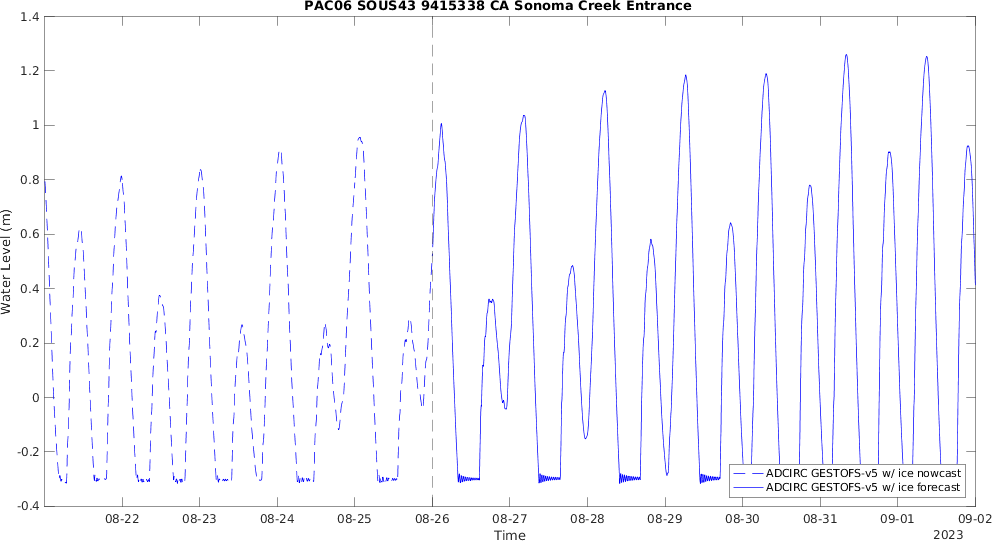 PAC06 SOUS43 9415338 CA Sonoma Creek Entrance
1.4
1.2
1
0.8
0.6
0.4
0.2
0
-0.2
-0.4
Water Level (m)
ADCIRC GESTOFS-v5 w/ ice nowcast
ADCIRC GESTOFS-v5 w/ ice forecast
08-22 08-23 08-24 08-25 08-26 08-27 08-28 08-29 08-30 08-31 09-01 09-02
Time
2023